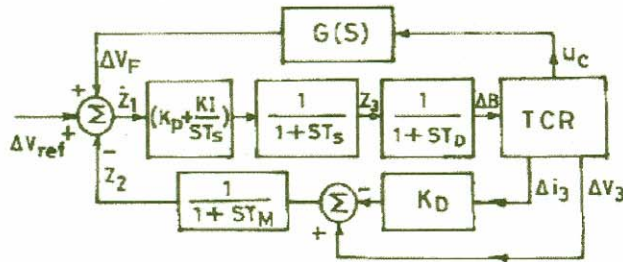 G(S)
ΔV_F
u_c
+
+
Σ
Ż_1
(K_p+KI/ST_S)
1/1+ST_S
Z_3
1/1+ST_D
ΔB
TCR
ΔV_ref
-
Z_2
1/1+ST_M
Σ
-
+
K_D
Δi_3
ΔV_3